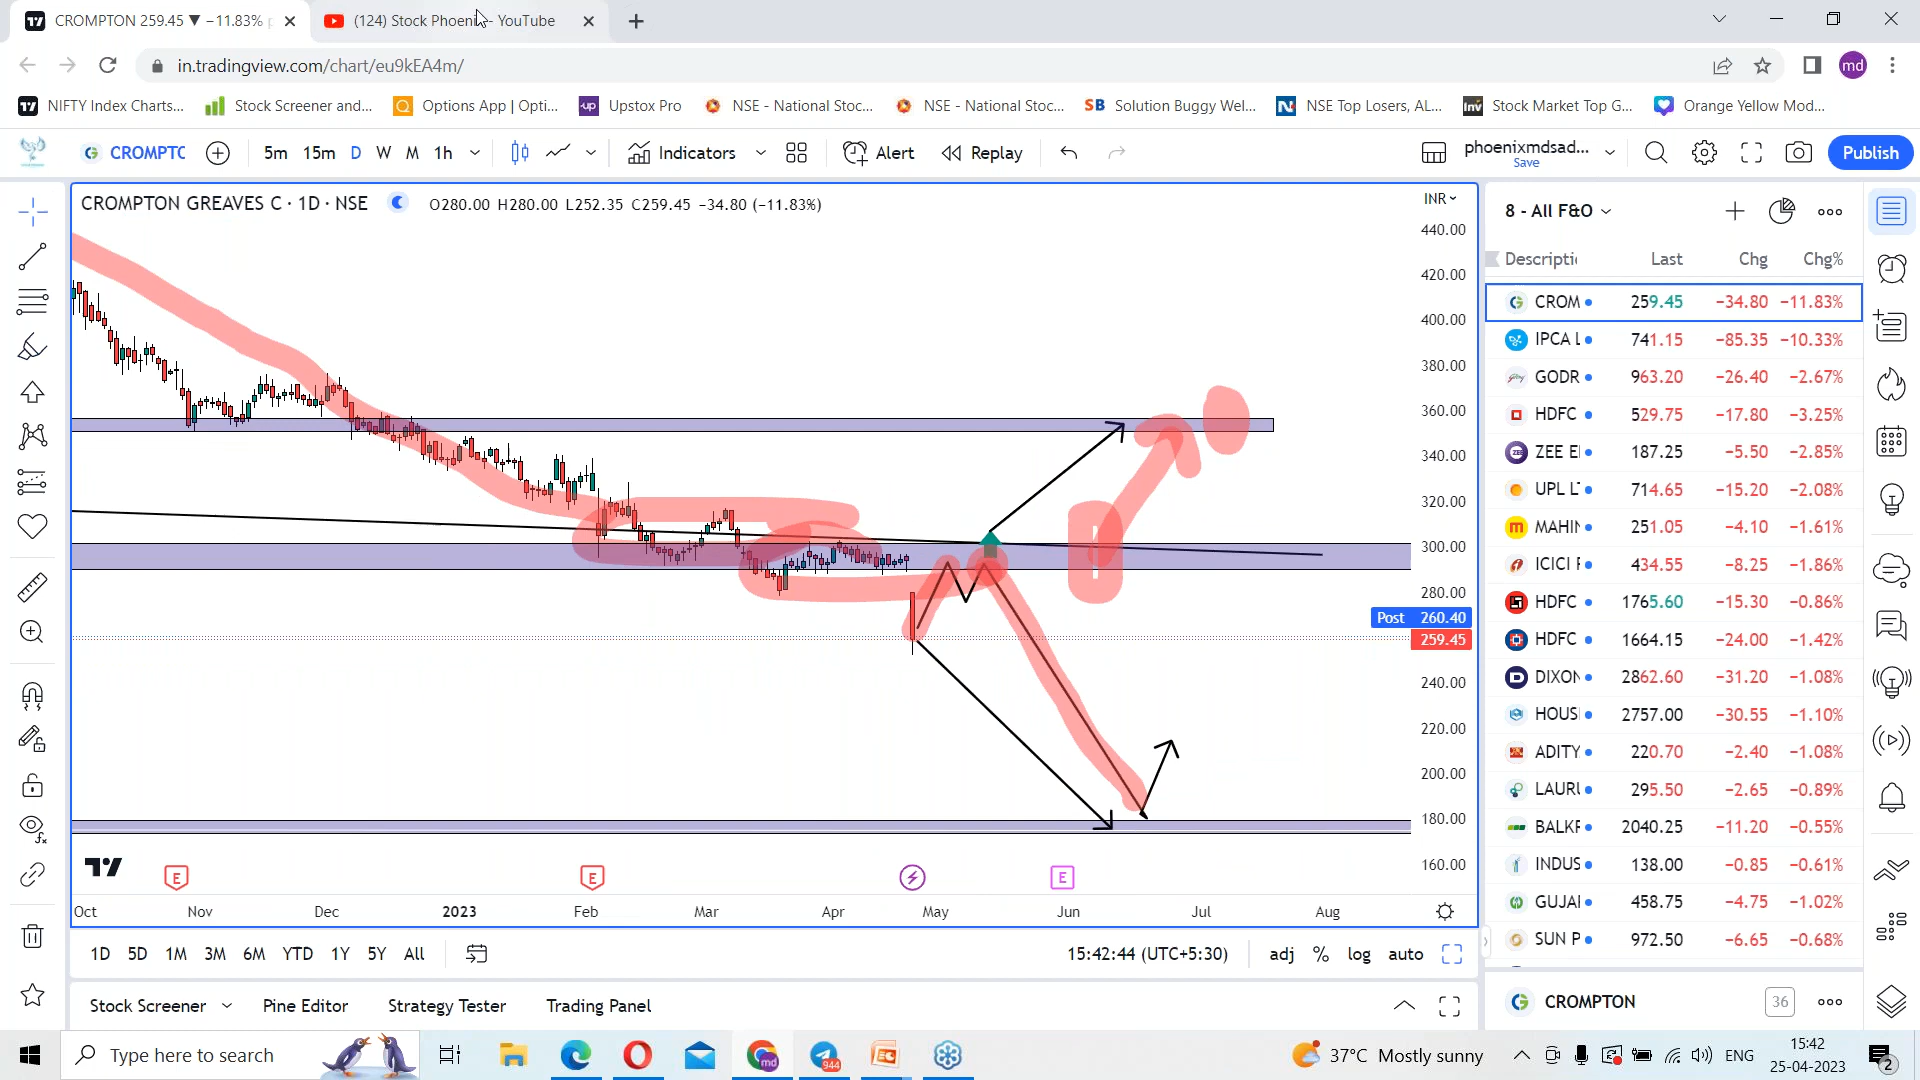 CROMPTON 259.45 ▼ −11.83%
(124) Stock Phoenix - YouTube
in.tradingview.com/chart/eu9kEA4m/
md
NIFTY Index Charts...
Stock Screener and...
Options App | Opti...
up
Upstox Pro
NSE - National Stoc...
NSE - National Stoc...
SB
Solution Buggy Wel...
NSE Top Losers, AL...
Inv
Stock Market Top G...
Orange Yellow Mod...
CROMPTC
5m
15m
D
W
M
1h
Indicators
Alert
Replay
phoenixmdsad...
Save
Publish
CROMPTON GREAVES C · 1D · NSE
O280.00 H280.00 L252.35 C259.45 −34.80 (−11.83%)
INR
440.00
420.00
400.00
380.00
360.00
340.00
320.00
300.00
280.00
Post 260.40
259.45
240.00
220.00
200.00
180.00
160.00
E
E
E
Oct
Nov
Dec
2023
Feb
Mar
Apr
May
Jun
Jul
Aug
1D
5D
1M
3M
6M
YTD
1Y
5Y
All
15:42:44 (UTC+5:30)
adj
%
log
auto
Stock Screener
Pine Editor
Strategy Tester
Trading Panel
8 - All F&O
Descripti Last Chg Chg%
CROM 259.45 −34.80 −11.83%
IPCA L 741.15 −85.35 −10.33%
GODR 963.20 −26.40 −2.67%
HDFC 529.75 −17.80 −3.25%
ZEE EI 187.25 −5.50 −2.85%
UPL LT 714.65 −15.20 −2.08%
MAHIN 251.05 −4.10 −1.61%
ICICI F 434.55 −8.25 −1.86%
HDFC 1765.60 −15.30 −0.86%
HDFC 1664.15 −24.00 −1.42%
DIXON 2862.60 −31.20 −1.08%
HOUSI 2757.00 −30.55 −1.10%
ADITY 220.70 −2.40 −1.08%
LAURU 295.50 −2.65 −0.89%
BALKR 2040.25 −11.20 −0.55%
INDUS 138.00 −0.85 −0.61%
GUJAI 458.75 −4.75 −1.02%
SUN P 972.50 −6.65 −0.68%
CROMPTON
36
Type here to search
944
37°C Mostly sunny
ENG
15:42
25-04-2023
2